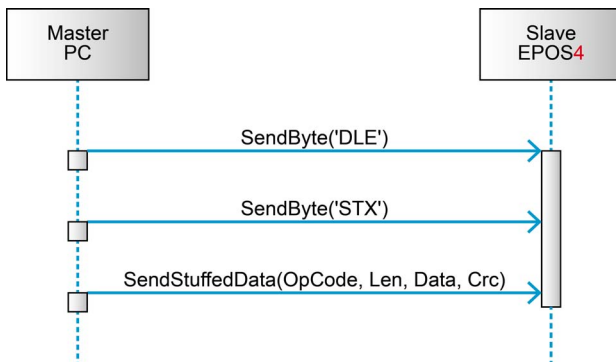 Master
PC
Slave
EPOS4
SendByte('DLE')
SendByte('STX')
SendStuffedData(OpCode, Len, Data, Crc)